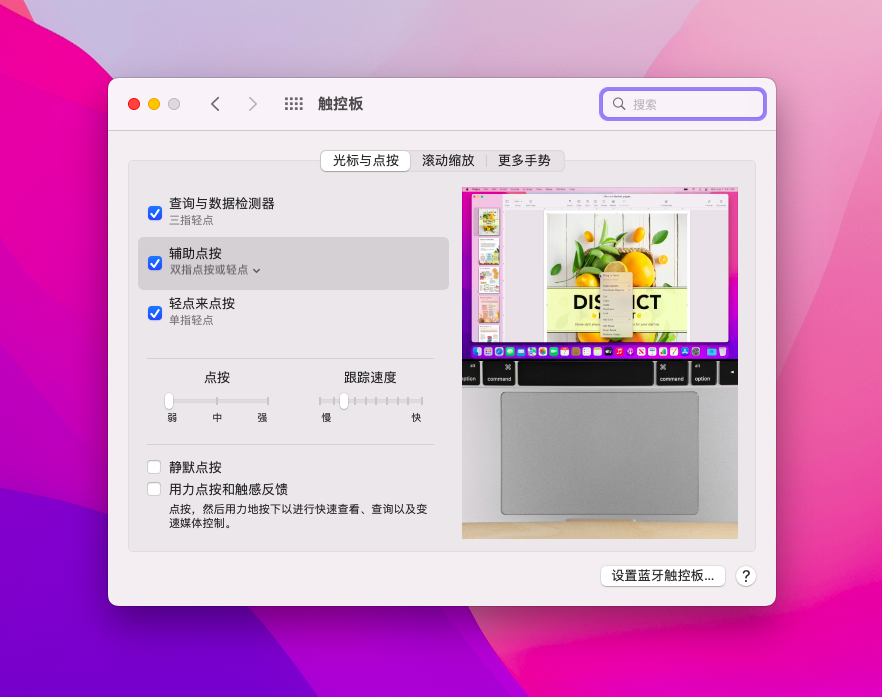 触控板
搜索
光标与点按
滚动缩放
更多手势
查询与数据检测器
三指轻点
辅助点按
双指点按或轻点
轻点来点按
单指轻点
点按
弱 中 强
跟踪速度
慢 快
静默点按
用力点按和触感反馈
点按，然后用力地按下以进行快速查看、查询以及变
速媒体控制。
DIS CT
command
command
option
设置蓝牙触控板...
?